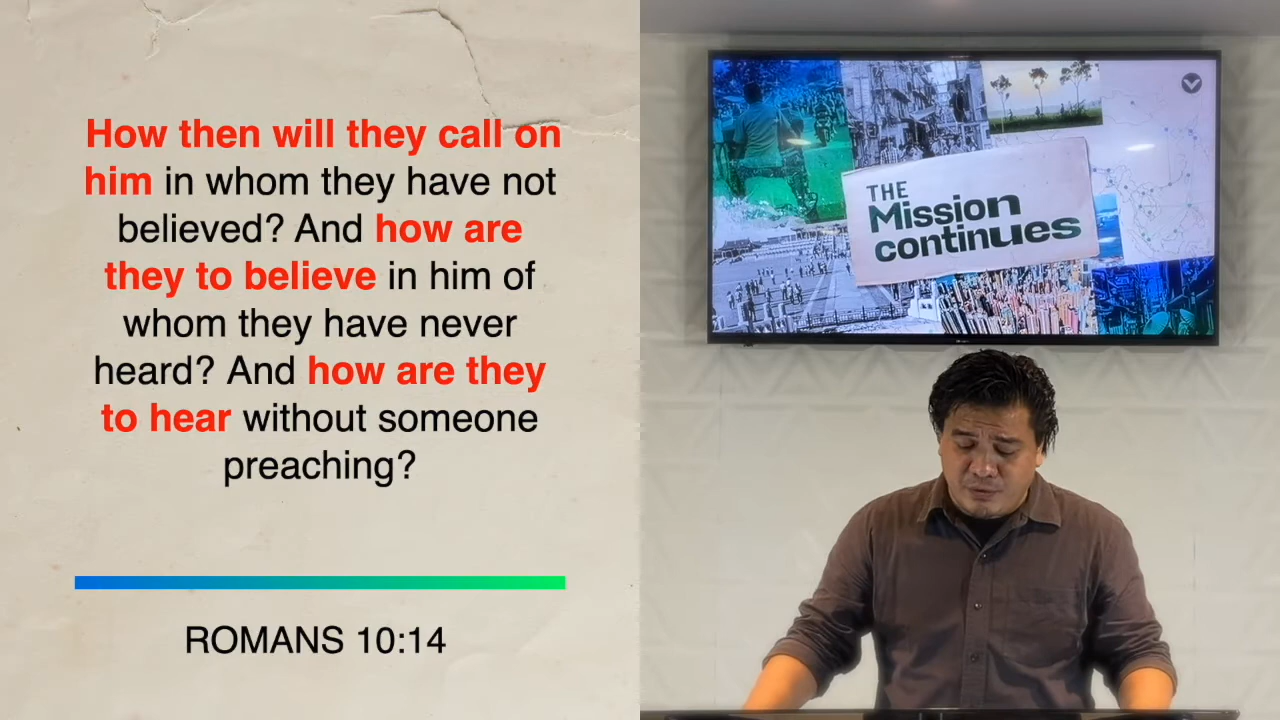 How then will they call on
him in whom they have not
believed? And how are
they to believe in him of
whom they have never
heard? And how are they
to hear without someone
preaching?
ROMANS 10:14
THE
Mission
continues